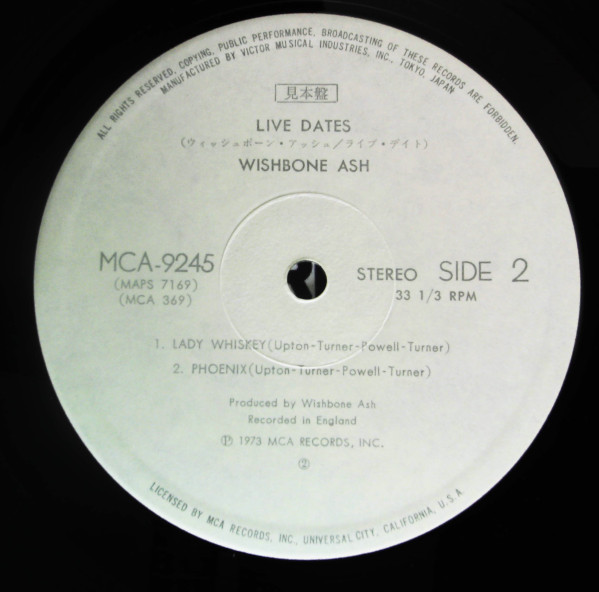 ALL RIGHTS RESERVED, COPYING, PUBLIC PERFORMANCE, BROADCASTING OF THESE RECORDS ARE FORBIDDEN.
MANUFACTURED BY VICTOR MUSICAL INDUSTRIES, INC., TOKYO, JAPAN
見本盤
LIVE DATES
(ウィッシュボーン・アッシュ/ライブ・デイト)
WISHBONE ASH
MCA-9245
(MAPS 7169)
(MCA 369)
STEREO SIDE 2
33 1/3 RPM
1. LADY WHISKEY(Upton-Turner-Powell-Turner)
2. PHOENIX(Upton-Turner-Powell-Turner)
Produced by Wishbone Ash
Recorded in England
Ⓟ 1973 MCA RECORDS, INC.
②
LICENSED BY MCA RECORDS, INC., UNIVERSAL CITY, CALIFORNIA, U.S.A